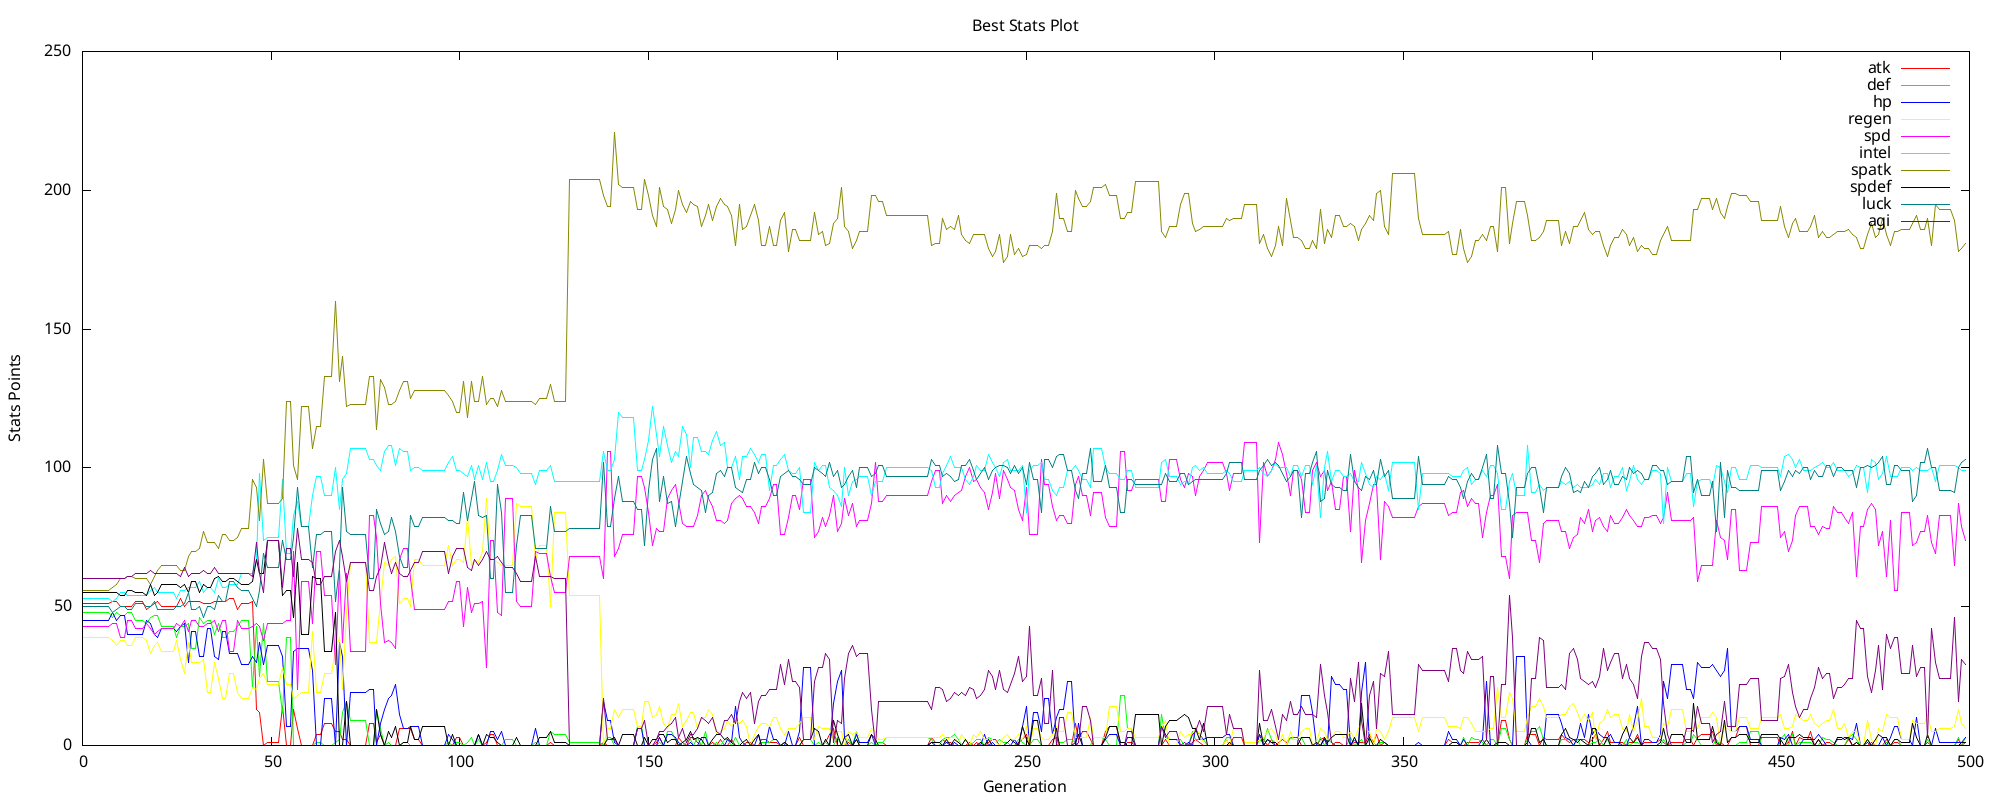 Best Stats Plot
250
200
150
100
50
0
Stats Points
atk
def
hp
regen
spd
intel
spatk
spdef
luck
agi
0 50 100 150 200 250 300 350 400 450 500
Generation